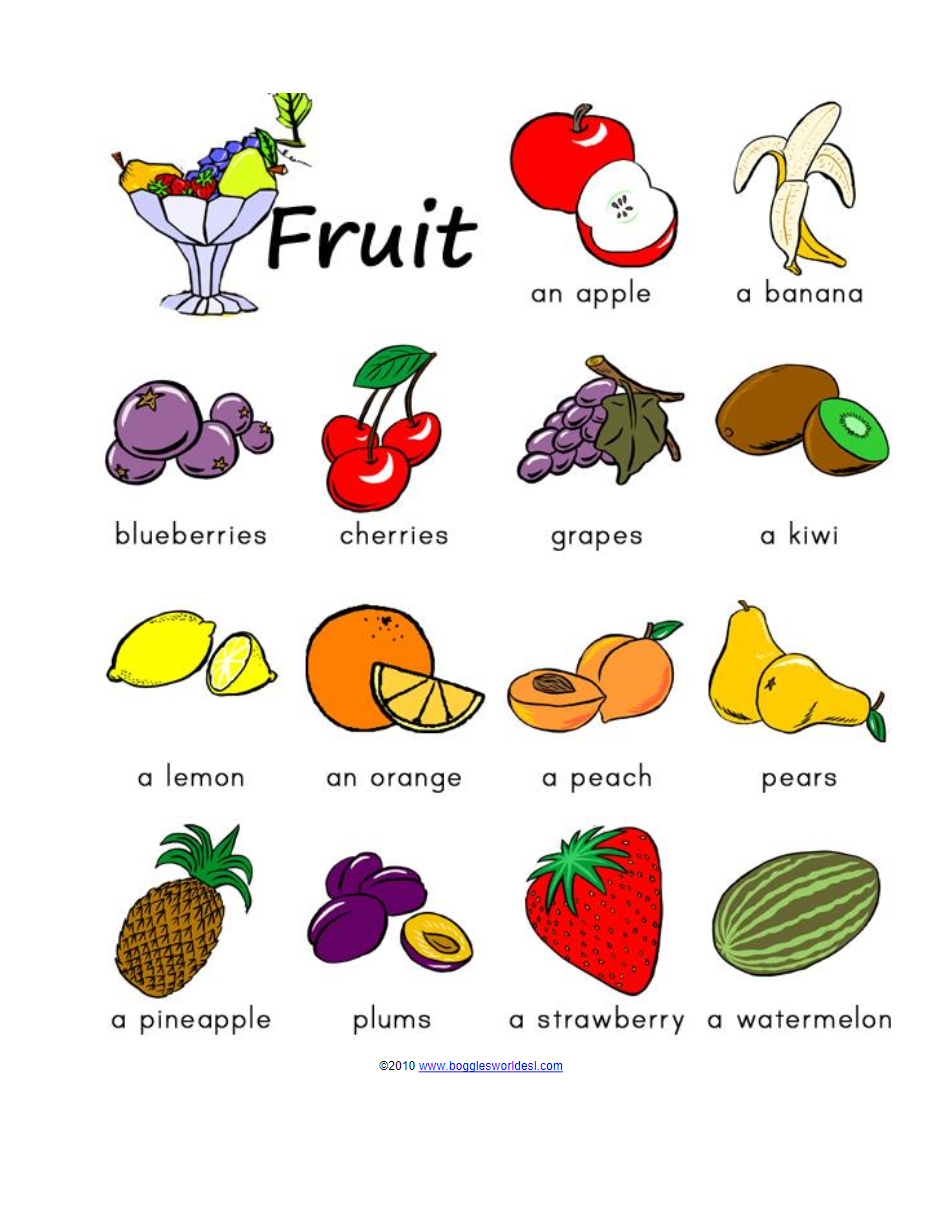 Fruit
an apple
a banana
blueberries
cherries
grapes
a kiwi
a lemon
an orange
a peach
pears
a pineapple
plums
a strawberry
a watermelon
©2010 www.bogglesworldesl.com